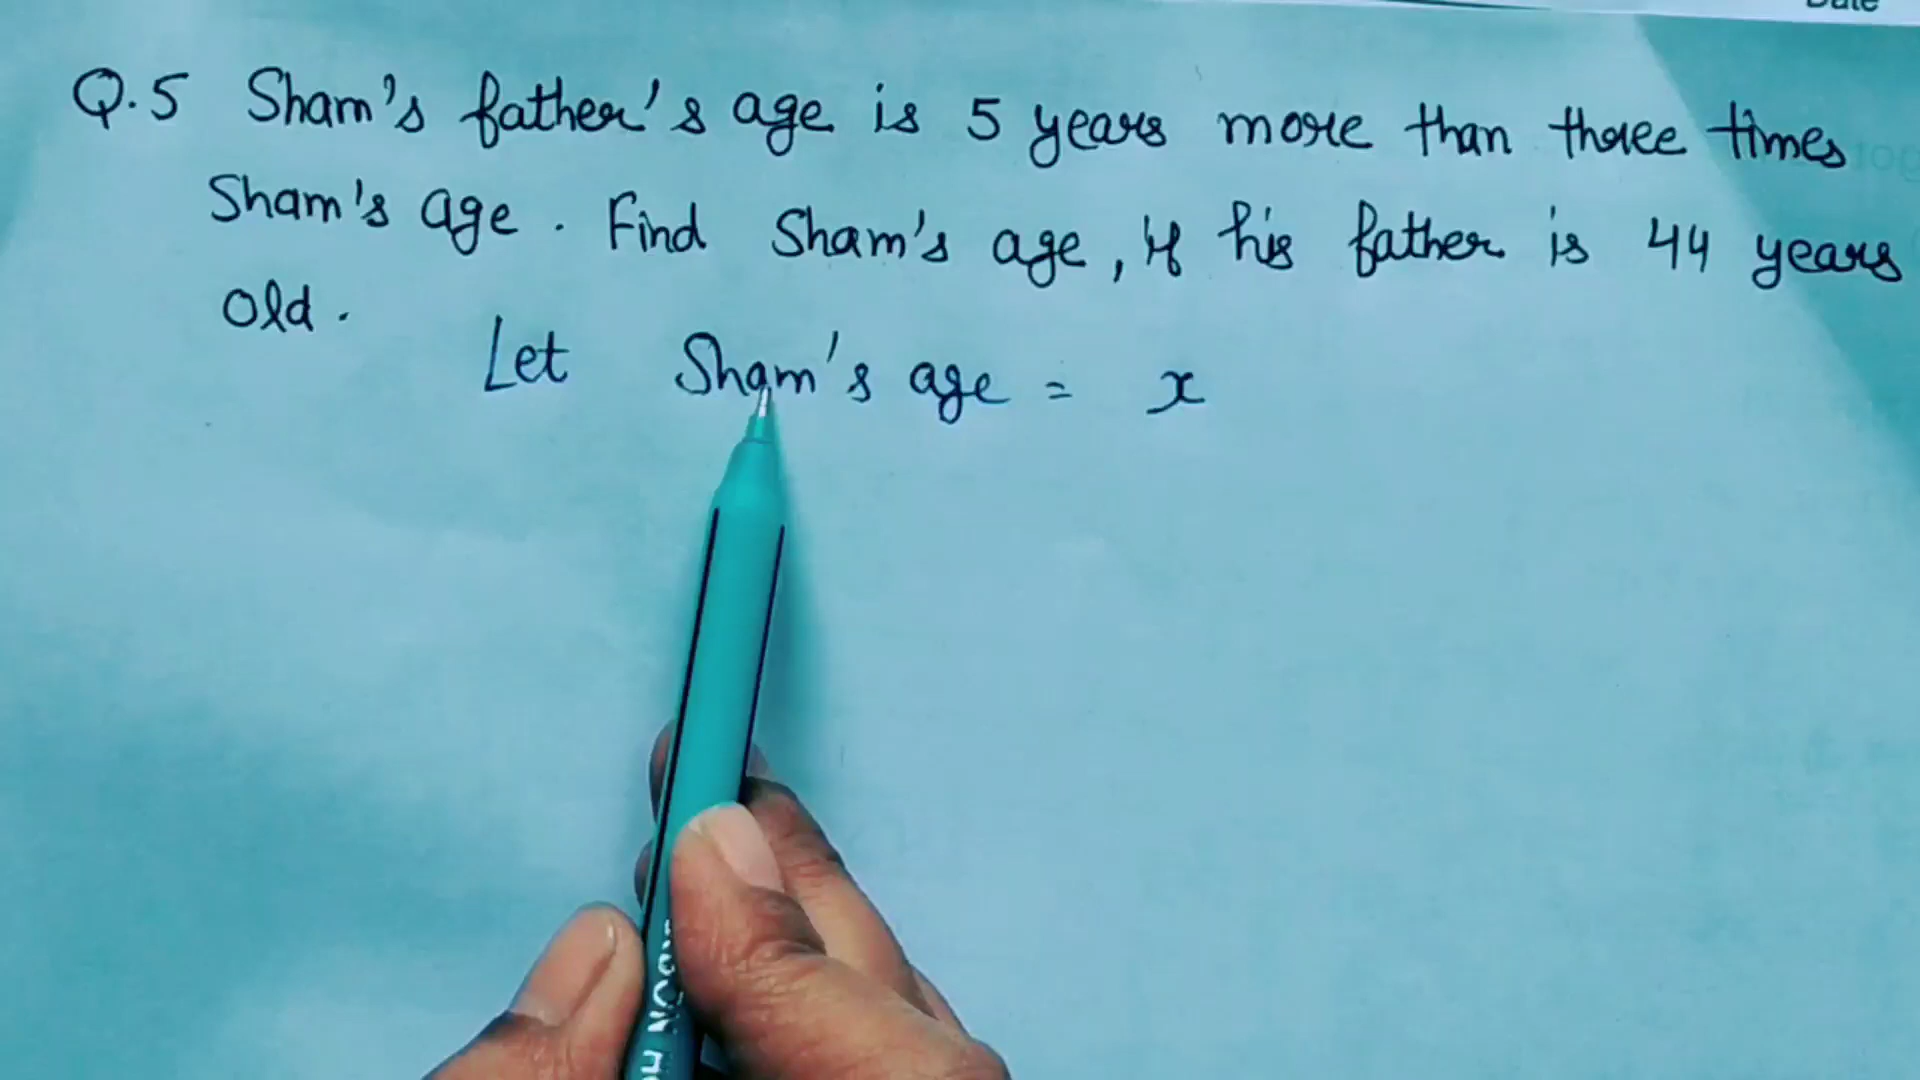 Date
Q.5 Sham's father's age is 5 years more than three times
Sham's age. Find Sham's age, if his father is 44 years
old.
Let Sham's age = x